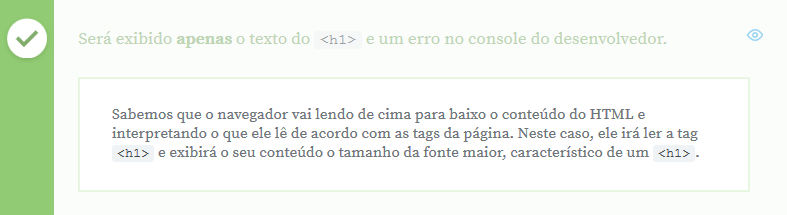 Será exibido apenas o texto do <h1> e um erro no console do desenvolvedor.
Sabemos que o navegador vai lendo de cima para baixo o conteúdo do HTML e
interpretando o que ele lê de acordo com as tags da página. Neste caso, ele irá ler a tag
<h1> e exibirá o seu conteúdo o tamanho da fonte maior, característico de um <h1>.